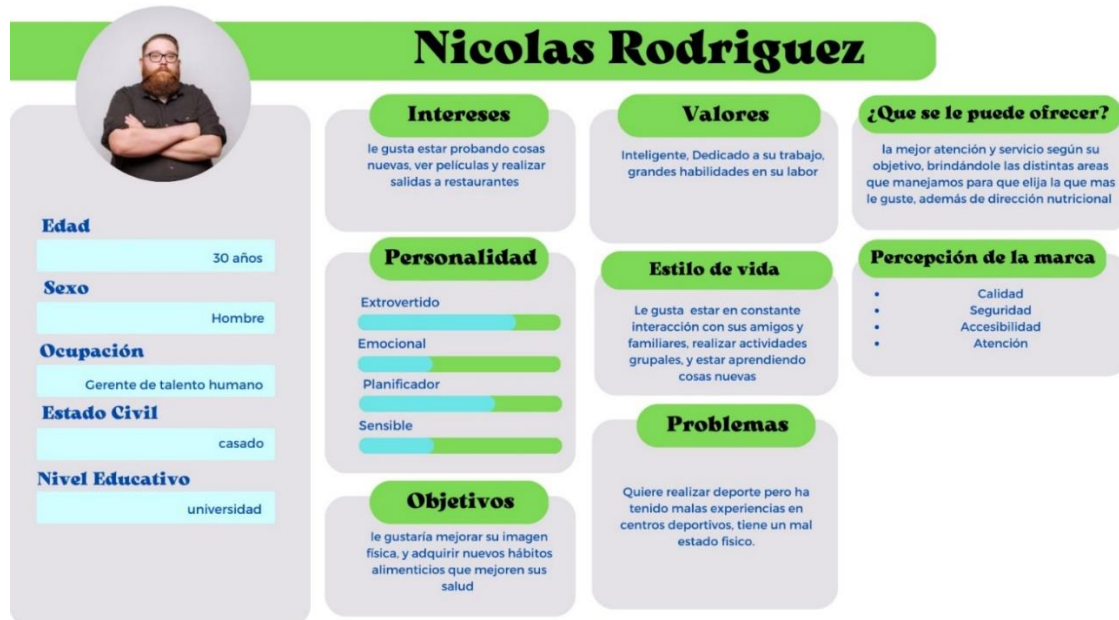 Nicolas Rodriguez
Edad
30 años
Sexo
Hombre
Ocupación
Gerente de talento humano
Estado Civil
casado
Nivel Educativo
universidad
Intereses
le gusta estar probando cosas
nuevas, ver películas y realizar
salidas a restaurantes
Personalidad
Extrovertido
Emocional
Planificador
Sensible
Objetivos
le gustaría mejorar su imagen
física, y adquirir nuevos hábitos
alimenticios que mejoren sus
salud
Valores
Inteligente, Dedicado a su trabajo,
grandes habilidades en su labor
Estilo de vida
Le gusta estar en constante
interacción con sus amigos y
familiares, realizar actividades
grupales, y estar aprendiendo
cosas nuevas
Problemas
Quiere realizar deporte pero ha
tenido malas experiencias en
centros deportivos, tiene un mal
estado fisico.
¿Que se le puede ofrecer?
la mejor atención y servicio según su
objetivo, brindándole las distintas areas
que manejamos para que elija la que mas
le guste, además de dirección nutricional
Percepción de la marca
• Calidad
• Seguridad
• Accesibilidad
• Atención